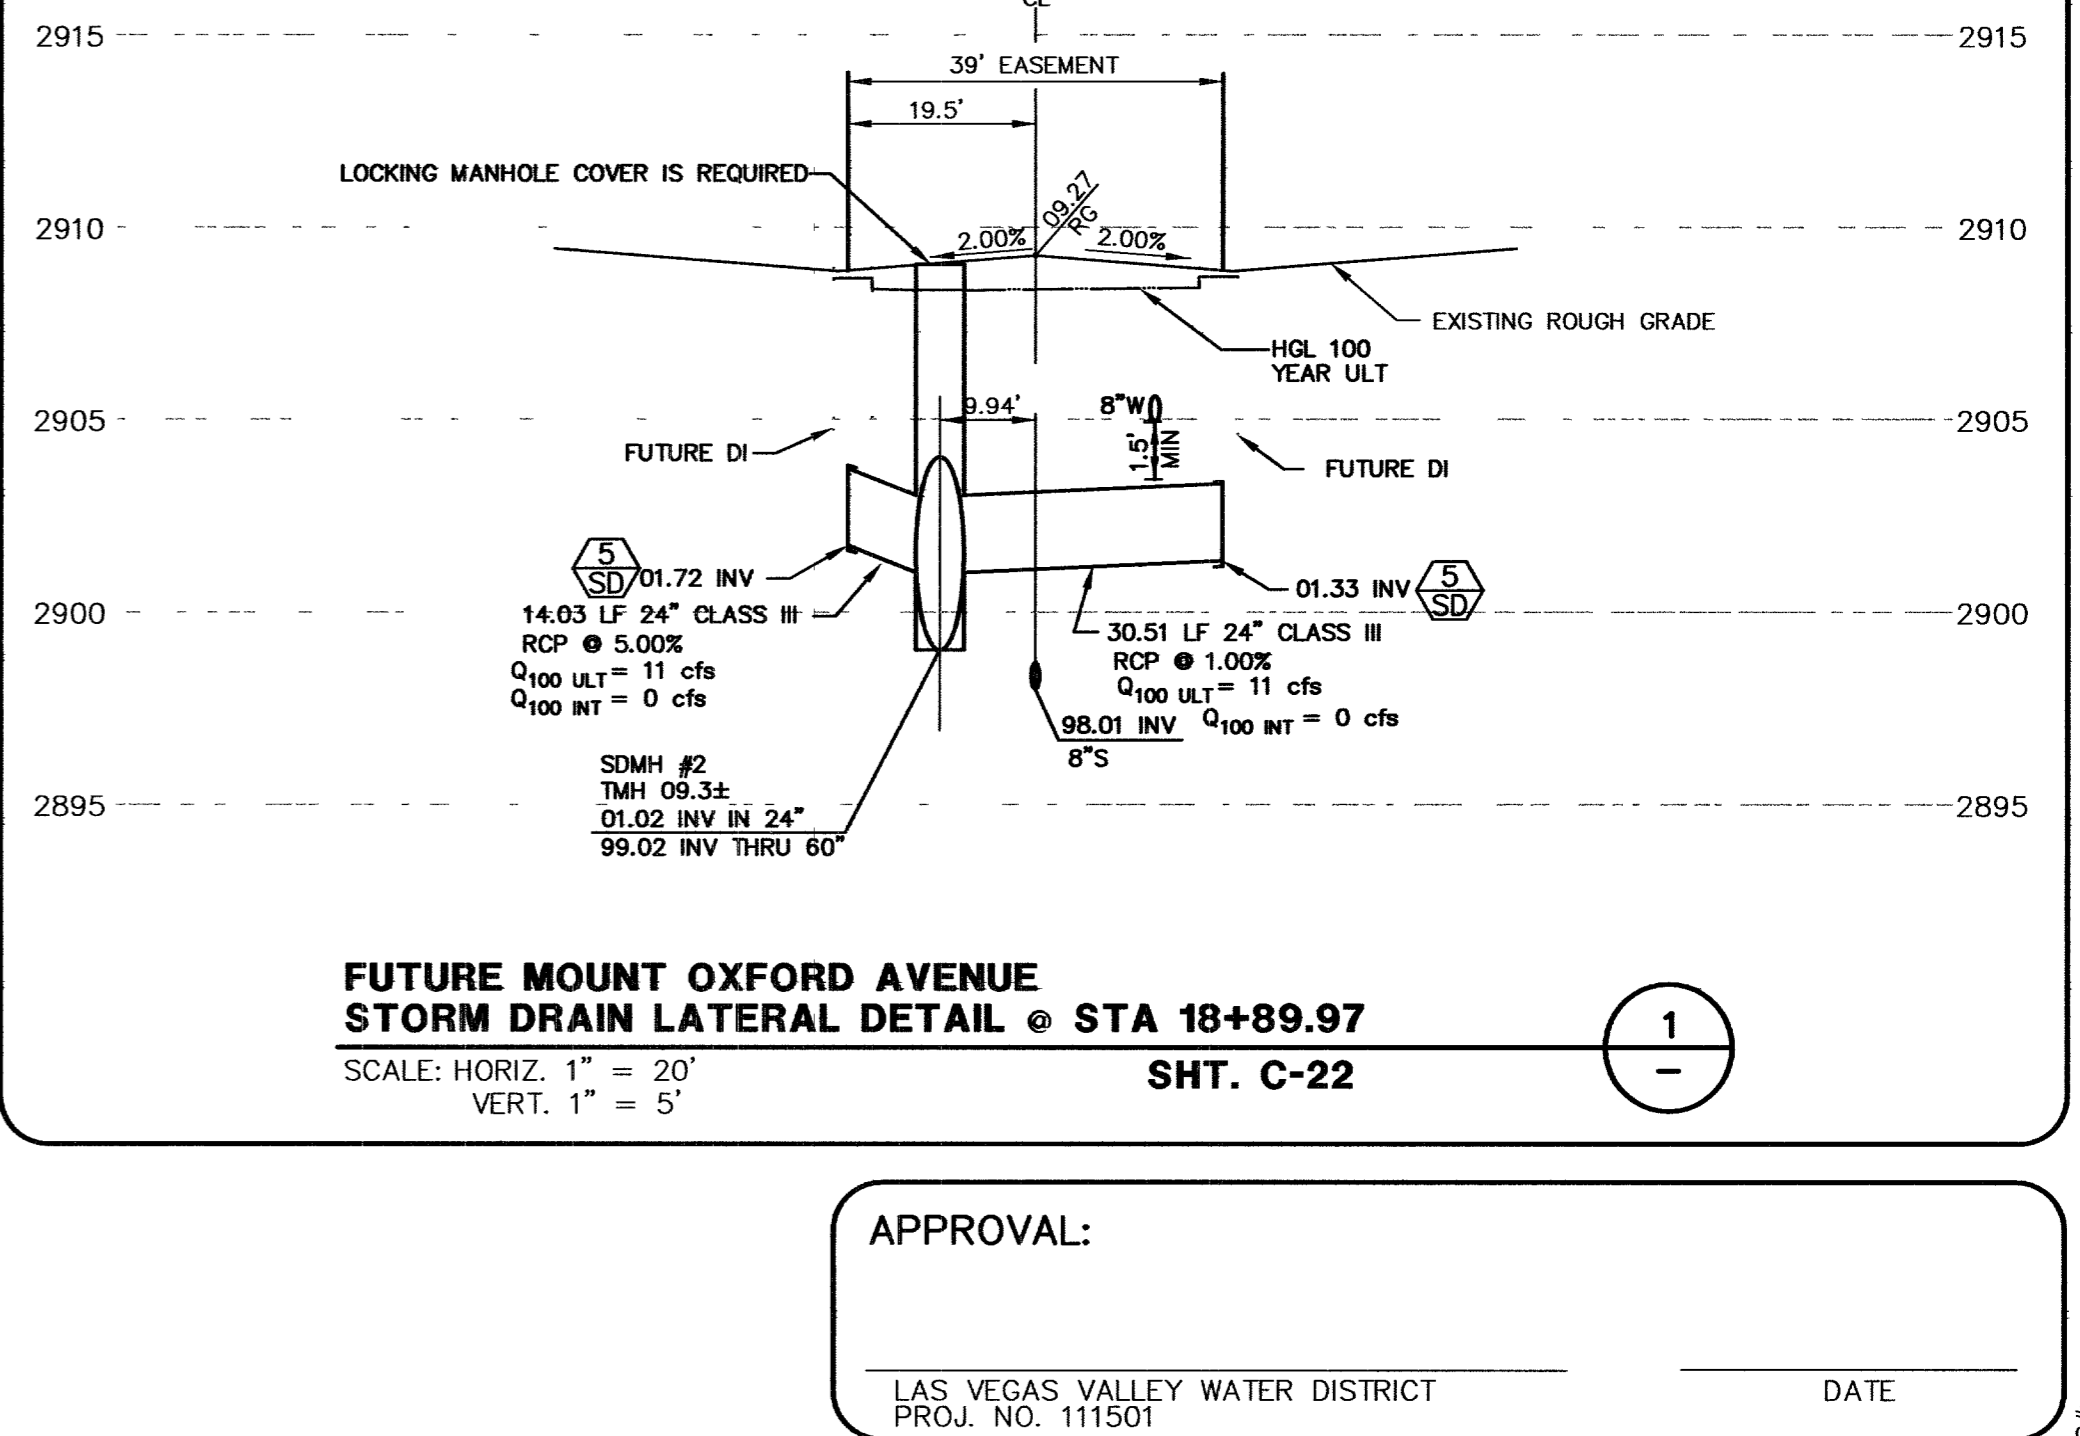 CL
2915
2915
39' EASEMENT
19.5'
LOCKING MANHOLE COVER IS REQUIRED
09.27
RG
2910
2910
2.00%
2.00%
EXISTING ROUGH GRADE
HGL 100
YEAR ULT
2905
2905
9.94'
8"W
1.5'
MIN
FUTURE DI
FUTURE DI
5
SD
01.72 INV
14.03 LF 24" CLASS III
RCP @ 5.00%
Q100 ULT = 11 cfs
Q100 INT = 0 cfs
01.33 INV
5
SD
2900
2900
30.51 LF 24" CLASS III
RCP @ 1.00%
Q100 ULT = 11 cfs
Q100 INT = 0 cfs
98.01 INV
8"S
SDMH #2
TMH 09.3±
01.02 INV IN 24"
99.02 INV THRU 60"
2895
2895
FUTURE MOUNT OXFORD AVENUE
STORM DRAIN LATERAL DETAIL @ STA 18+89.97
SCALE: HORIZ. 1" = 20'
VERT. 1" = 5'
SHT. C-22
1
–
APPROVAL:
LAS VEGAS VALLEY WATER DISTRICT
PROJ. NO. 111501
DATE